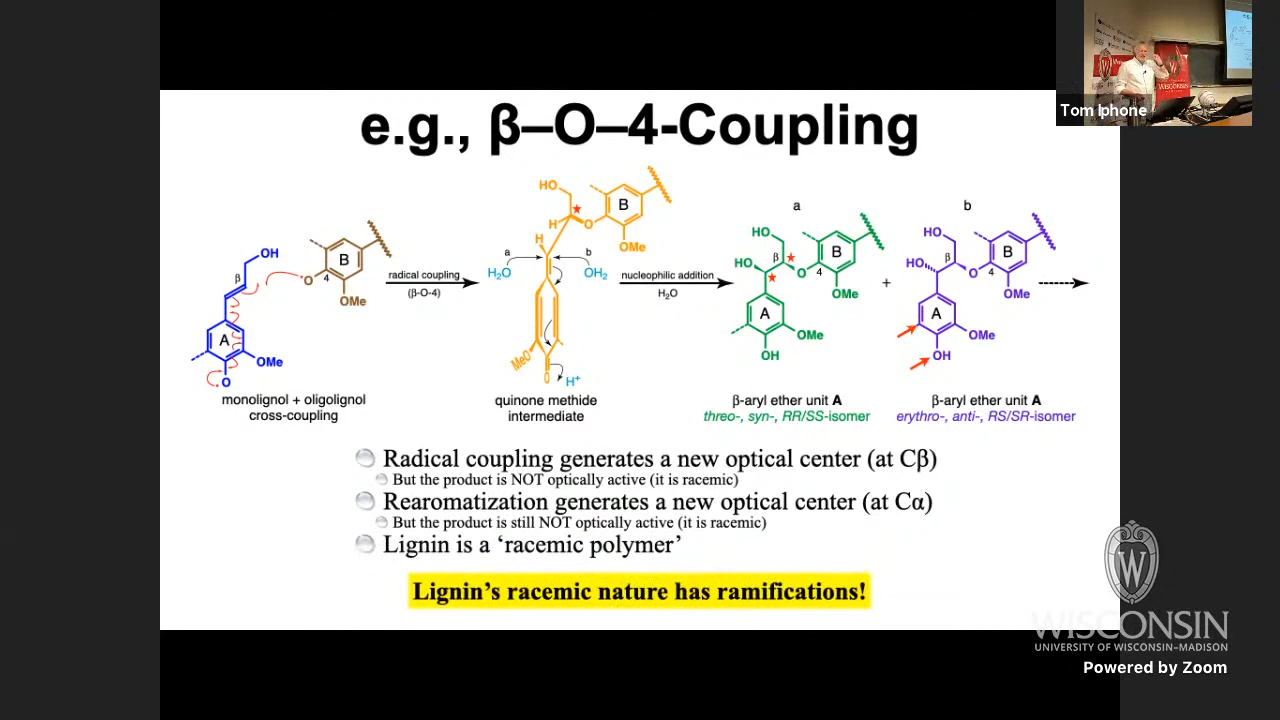 Tom Iphone
WISCONSIN
e.g., β–O–4-Coupling
OH
β
A
OMe
O
B
O
4
OMe
monolignol + oligolignol
cross-coupling
radical coupling
(β-O-4)
HO
H
O
B
OMe
H
a
b
H₂O
OH₂
MeO
O
H⁺
quinone methide
intermediate
nucleophilic addition
H₂O
a
HO
HO
β
O
4
B
OMe
A
OMe
OH
β-aryl ether unit A
threo-, syn-, RR/SS-isomer
+
b
HO
HO
β
O
4
B
OMe
A
OMe
OH
β-aryl ether unit A
erythro-, anti-, RS/SR-isomer
Radical coupling generates a new optical center (at Cβ)
But the product is NOT optically active (it is racemic)
Rearomatization generates a new optical center (at Cα)
But the product is still NOT optically active (it is racemic)
Lignin is a ‘racemic polymer’
Lignin’s racemic nature has ramifications!
W
WISCONSIN
UNIVERSITY OF WISCONSIN–MADISON
Powered by Zoom